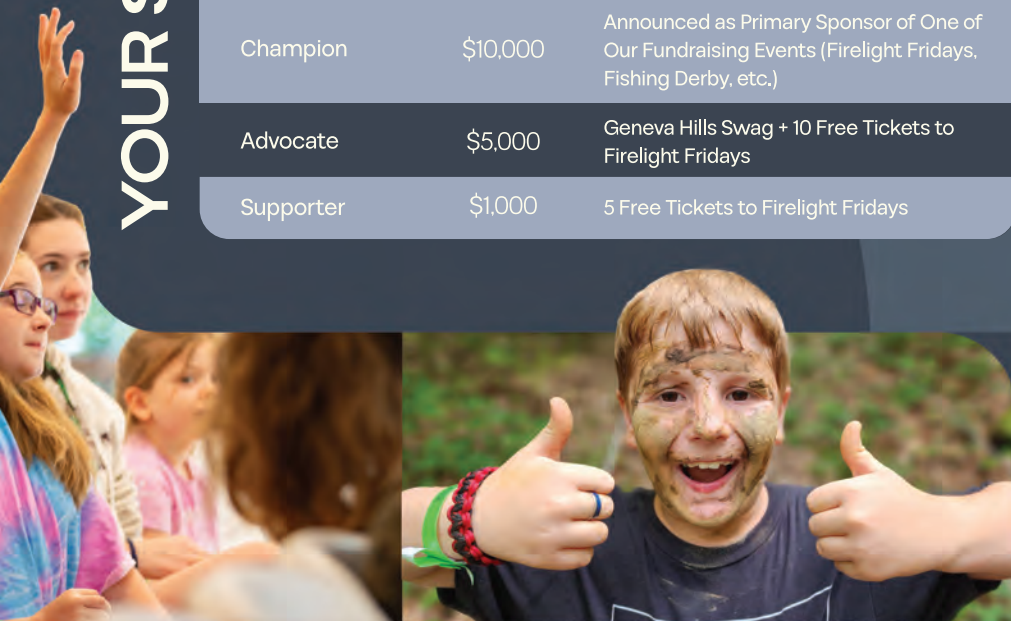 YOUR
Champion
$10,000
Announced as Primary Sponsor of One of
Our Fundraising Events (Firelight Fridays,
Fishing Derby, etc.)
Advocate
$5,000
Geneva Hills Swag + 10 Free Tickets to
Firelight Fridays
Supporter
$1,000
5 Free Tickets to Firelight Fridays